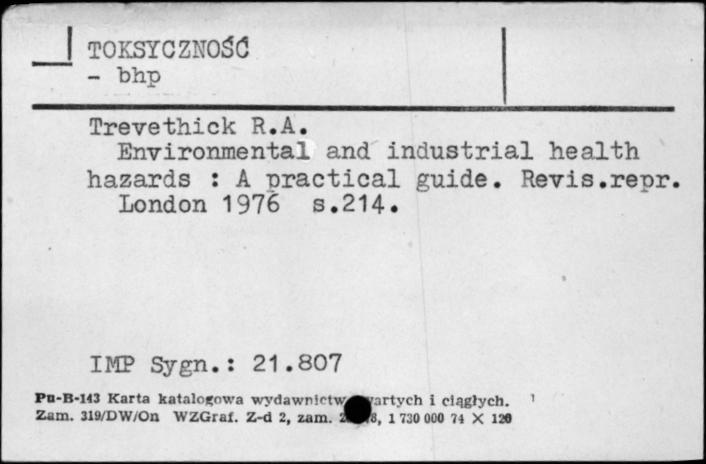 TOKSYCZNOŚĆ
- bhp
Trevethick R.A.
Environmental and industrial health
hazards : A practical guide. Revis.repr.
London 1976 s.214.
IMP Sygn.: 21.807
Pu-B-143 Karta katalogowa wydawnictw i ciągłych.
Zam. 319/DW/On WZGraf. Z-d 2, zam. 1 730 000 74 X 120